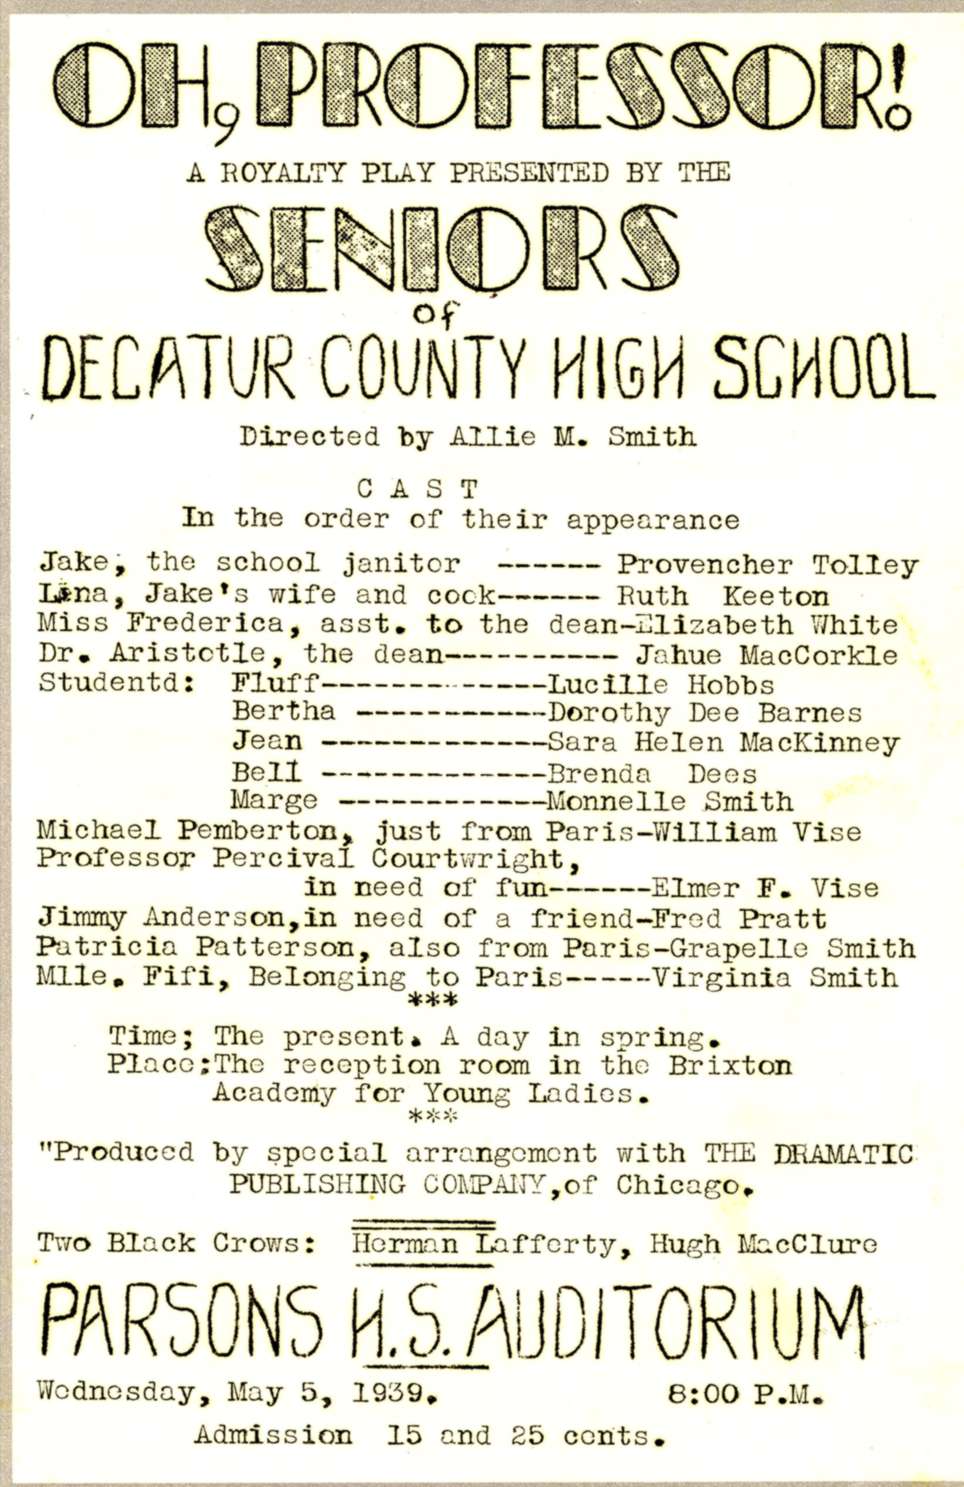 OH, PROFESSOR!
A ROYALTY PLAY PRESENTED BY THE
SENIORS
of
DECATUR COUNTY HIGH SCHOOL
Directed by Allie M. Smith
C A S T
In the order of their appearance
Jake, the school janitor ------ Provencher Tolley
Lena, Jake's wife and cook------ Ruth Keeton
Miss Frederica, asst. to the dean-Elizabeth White
Dr. Aristotle, the dean---------- Jahue MacCorkle
Studentd: Fluff-------------Lucille Hobbs
Bertha -----------Dorothy Dee Barnes
Jean -------------Sara Helen MacKinney
Bell -------------Brenda Dees
Marge ------------Monnelle Smith
Michael Pemberton, just from Paris-William Vise
Professor Percival Courtwright,
in need of fun------Elmer F. Vise
Jimmy Anderson,in need of a friend-Fred Pratt
Patricia Patterson, also from Paris-Grapelle Smith
Mlle. Fifi, Belonging to Paris-----Virginia Smith
***
Time; The present. A day in spring.
Place:The reception room in the Brixton
Academy for Young Ladies.
***
"Produced by special arrangement with THE DRAMATIC
PUBLISHING COMPANY,of Chicago.
Two Black Crows: Herman Lafferty, Hugh MacClure
PARSONS H.S. AUDITORIUM
Wednesday, May 5, 1939. 8:00 P.M.
Admission 15 and 25 cents.